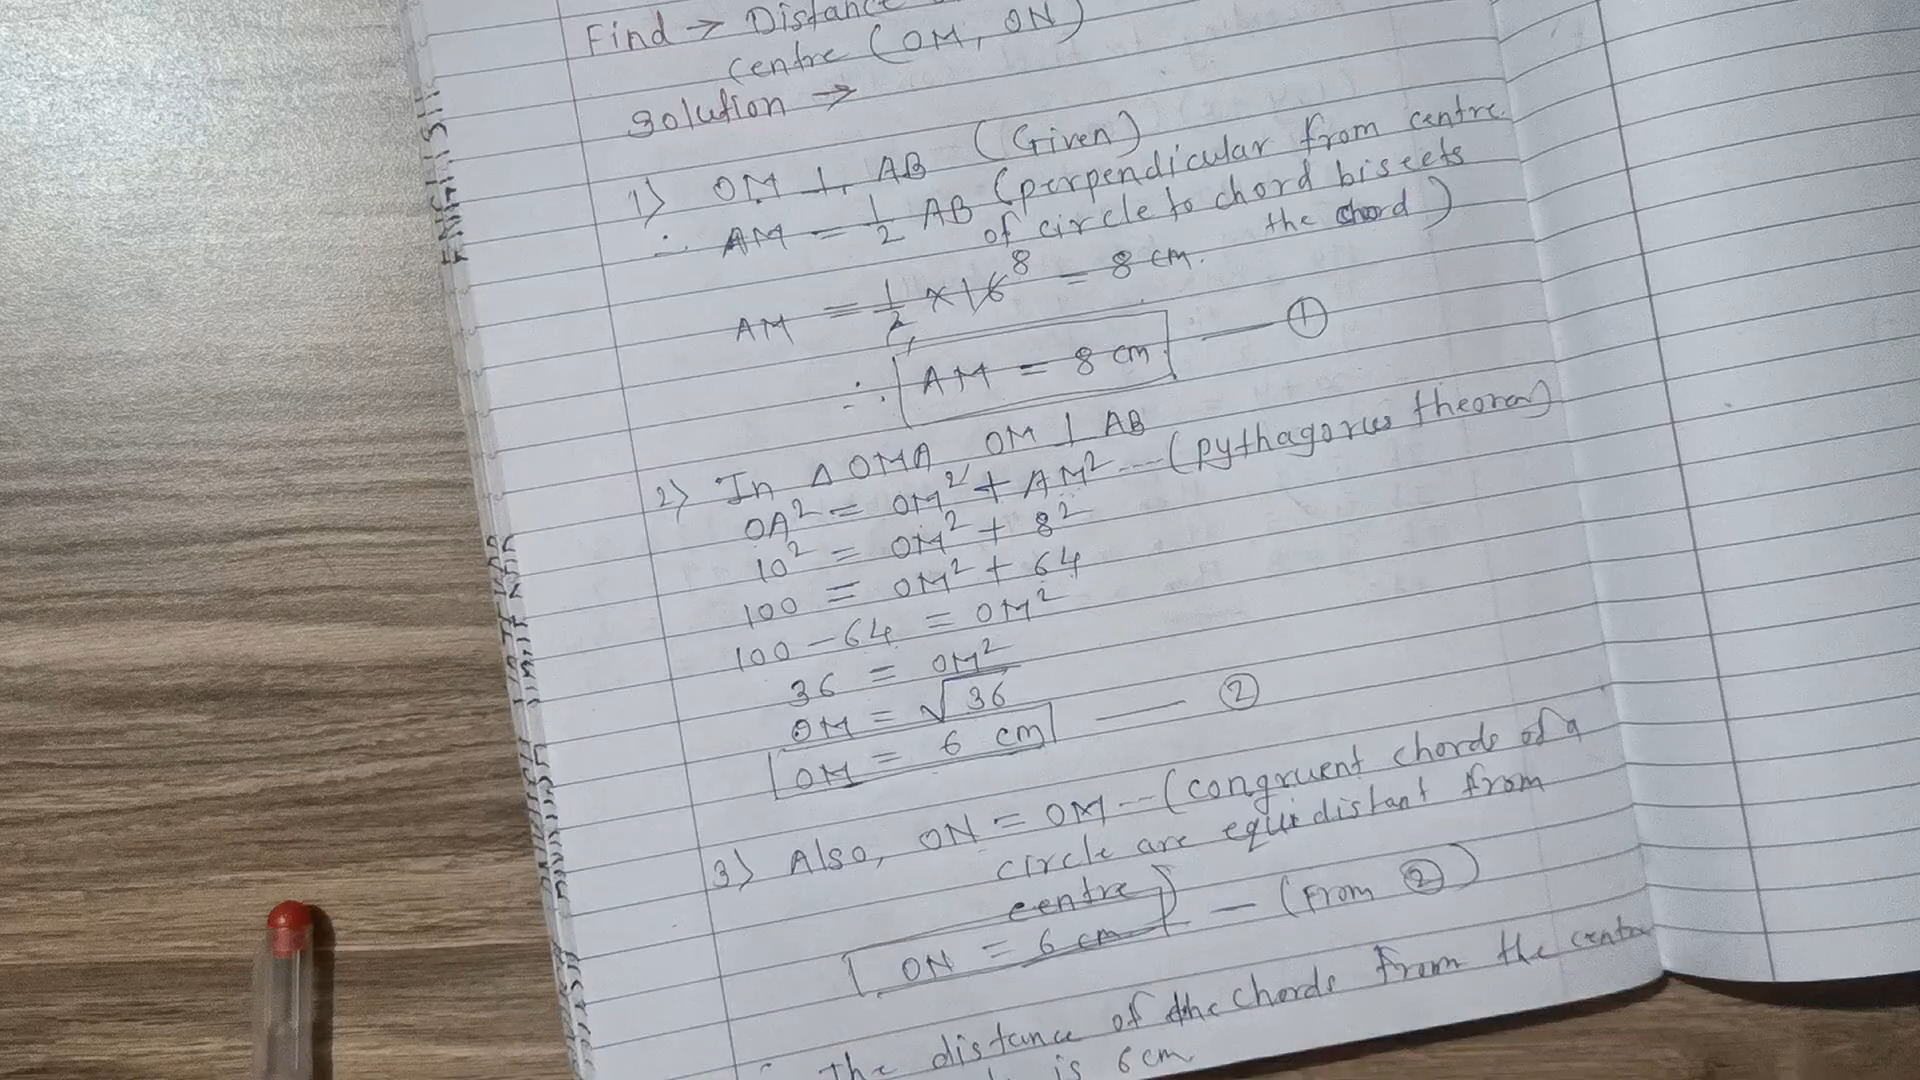 Find → Distance
centre (OM, ON)
Solution →
1) OM ⊥ AB (Given)
∴ AM = 1/2 AB (perpendicular from centre
of circle to chord bisects
the chord)
AM = 1/2 × 16 8 = 8 cm.
∴ AM = 8 cm — ①
2) In △ OMA OM ⊥ AB
OA² = OM² + AM² --- (pythagorus theorem)
10² = OM² + 8²
100 = OM² + 64
100 - 64 = OM²
36 = OM²
OM = √36
OM = 6 cm — ②
3) Also, ON = OM --- (congruent chords of a
circle are equidistant from
centre)
ON = 6 cm — (From ②)
The distance of the chords from the centre
is 6 cm